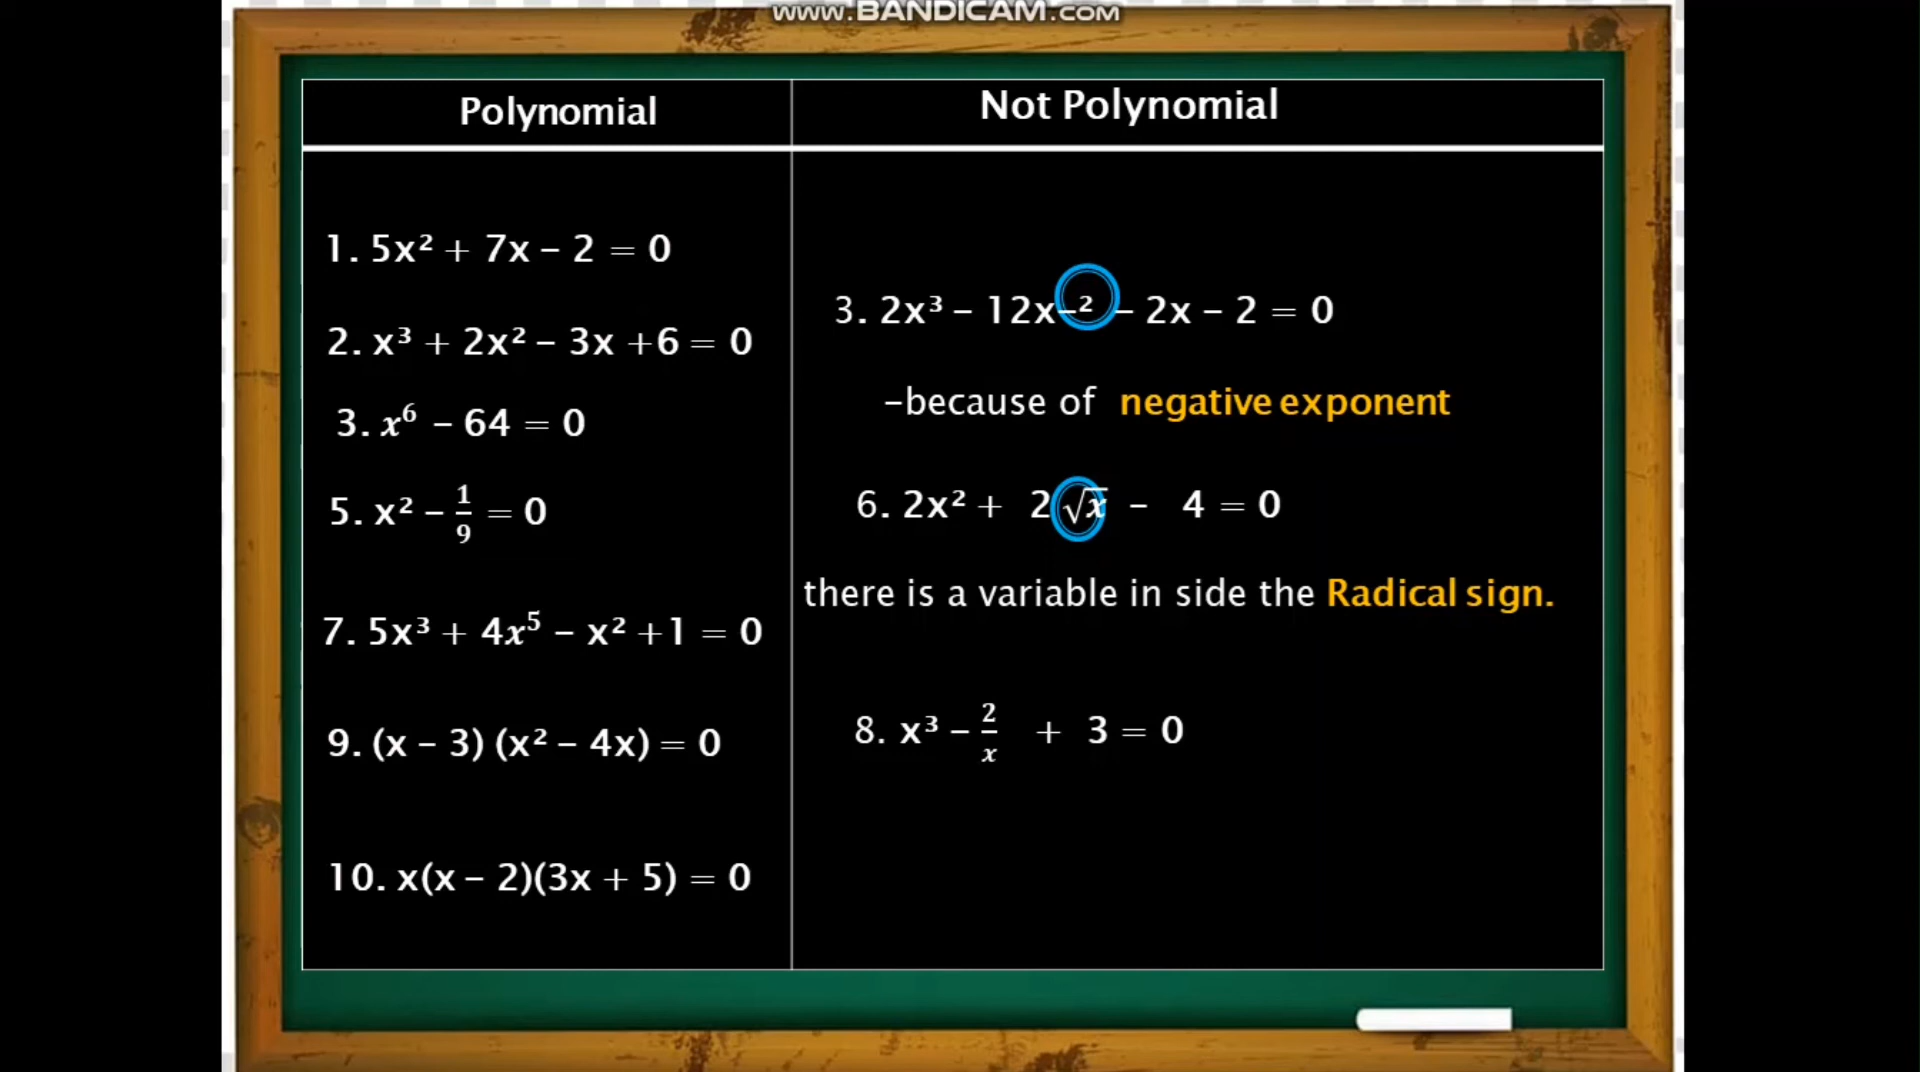 www.BANDICAM.com
Polynomial
1. 5x² + 7x – 2 = 0
2. x³ + 2x² – 3x +6 = 0
3. x⁶ – 64 = 0
5. x² – 1/9 = 0
7. 5x³ + 4x⁵ – x² +1 = 0
9. (x – 3) (x² – 4x) = 0
10. x(x – 2)(3x + 5) = 0
Not Polynomial
3. 2x³ – 12x–² – 2x – 2 = 0
–because of negative exponent
6. 2x² + 2√x – 4 = 0
there is a variable in side the Radical sign.
8. x³ – 2/x + 3 = 0